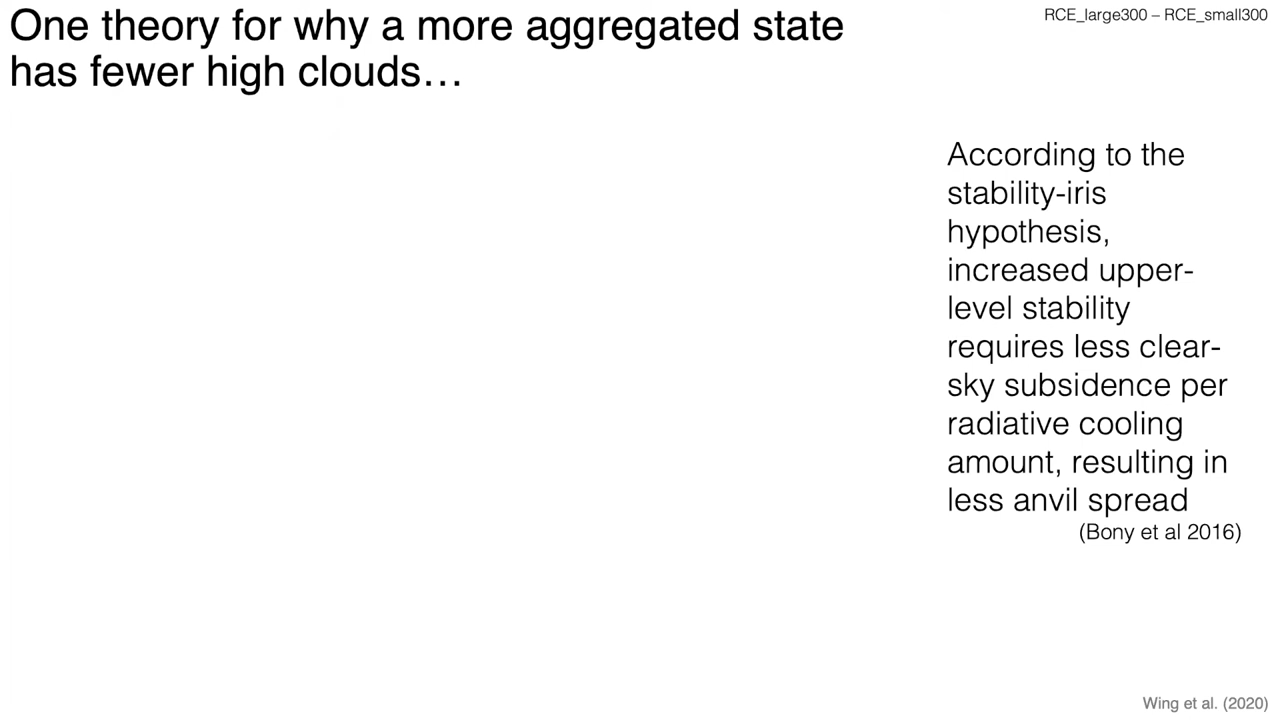 One theory for why a more aggregated state
has fewer high clouds…
RCE_large300 – RCE_small300
According to the
stability-iris
hypothesis,
increased upper-
level stability
requires less clear-
sky subsidence per
radiative cooling
amount, resulting in
less anvil spread
(Bony et al 2016)
Wing et al. (2020)